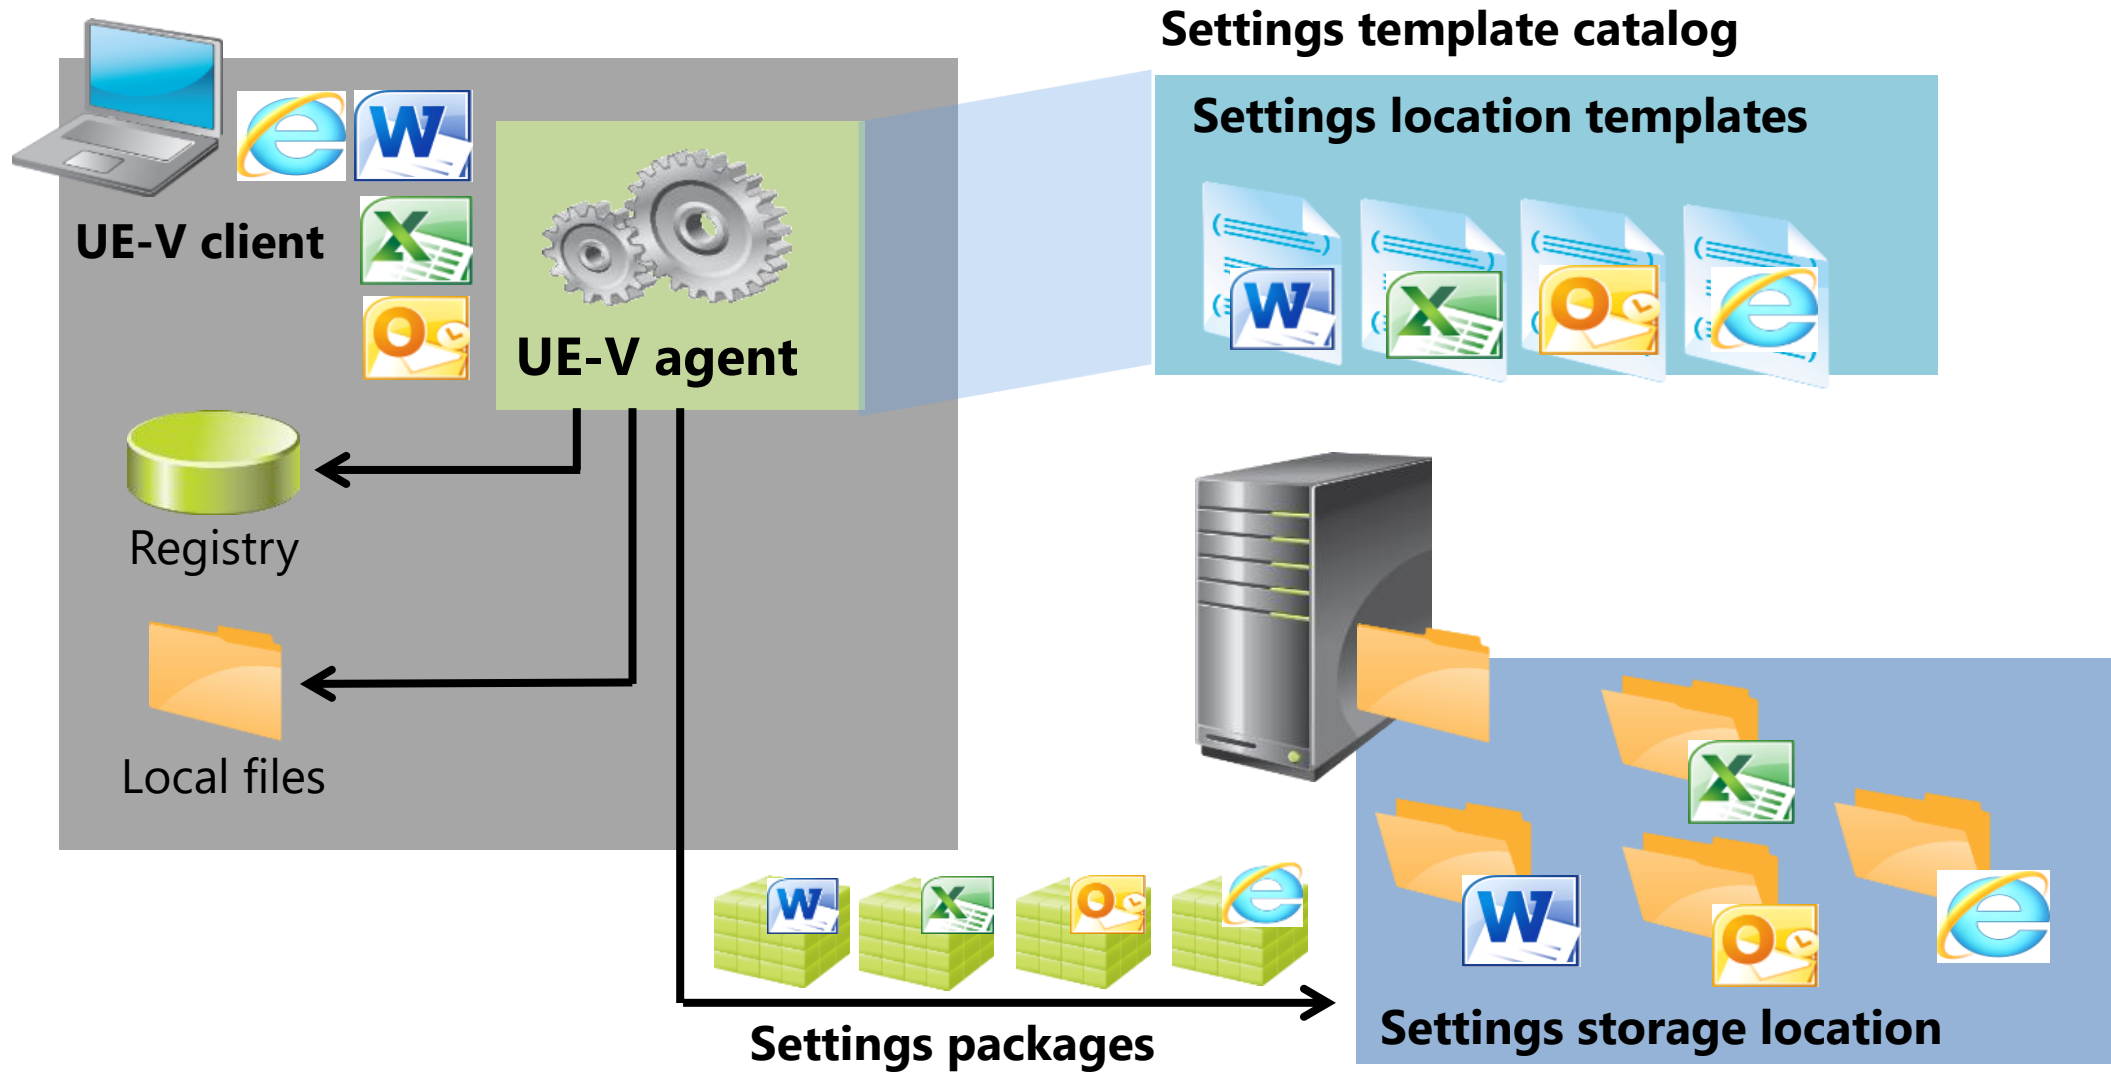 Settings template catalog
Settings location templates
UE-V client
UE-V agent
Registry
Local files
Settings packages
Settings storage location